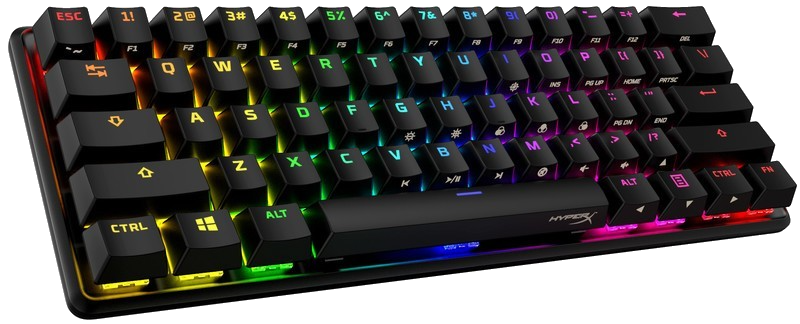 ESC 1! 2@ 3# 4$ 5% 6^ 7& 8* 9( 0) -_ =+
~ F1 F2 F3 F4 F5 F6 F7 F8 F9 F10 F11 F12 DEL
Q W E R T Y U I O P [{ ]} \|
INS PG UP HOME PRTSC
A S D F G H J K L ;: '"
PG DN END
Z X C V B N M ,< .> /?
CTRL ALT HYPERX ALT CTRL FN